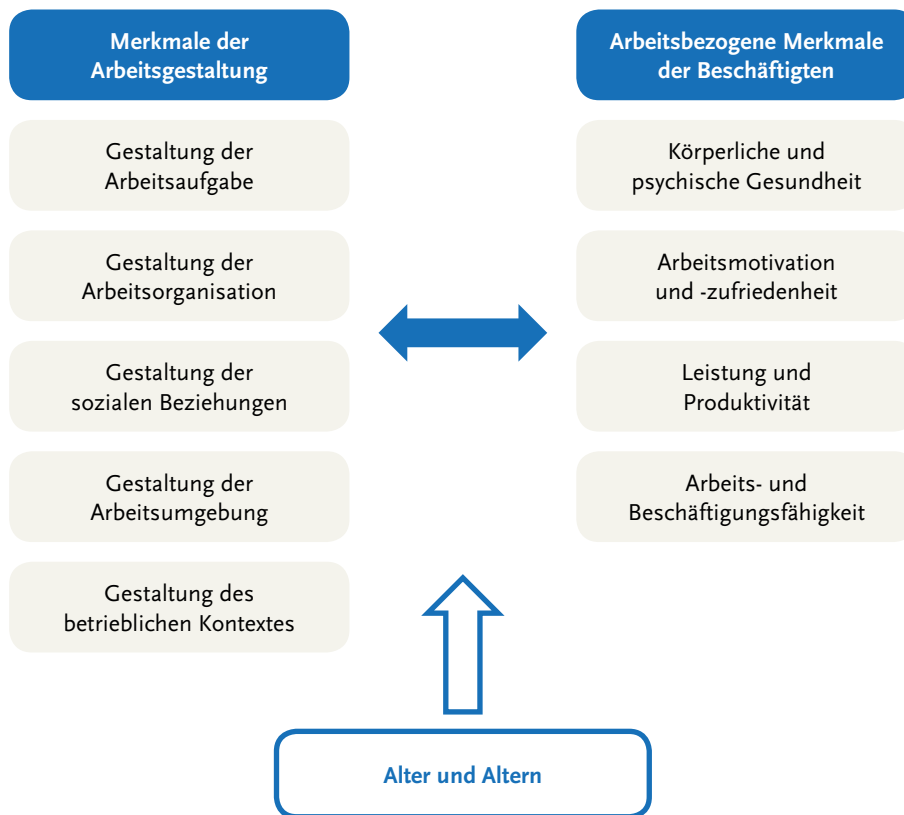 Merkmale der
Arbeitsgestaltung
Gestaltung der
Arbeitsaufgabe
Gestaltung der
Arbeitsorganisation
Gestaltung der
sozialen Beziehungen
Gestaltung der
Arbeitsumgebung
Gestaltung des
betrieblichen Kontextes
Arbeitsbezogene Merkmale
der Beschäftigten
Körperliche und
psychische Gesundheit
Arbeitsmotivation
und -zufriedenheit
Leistung und
Produktivität
Arbeits- und
Beschäftigungsfähigkeit
Alter und Altern